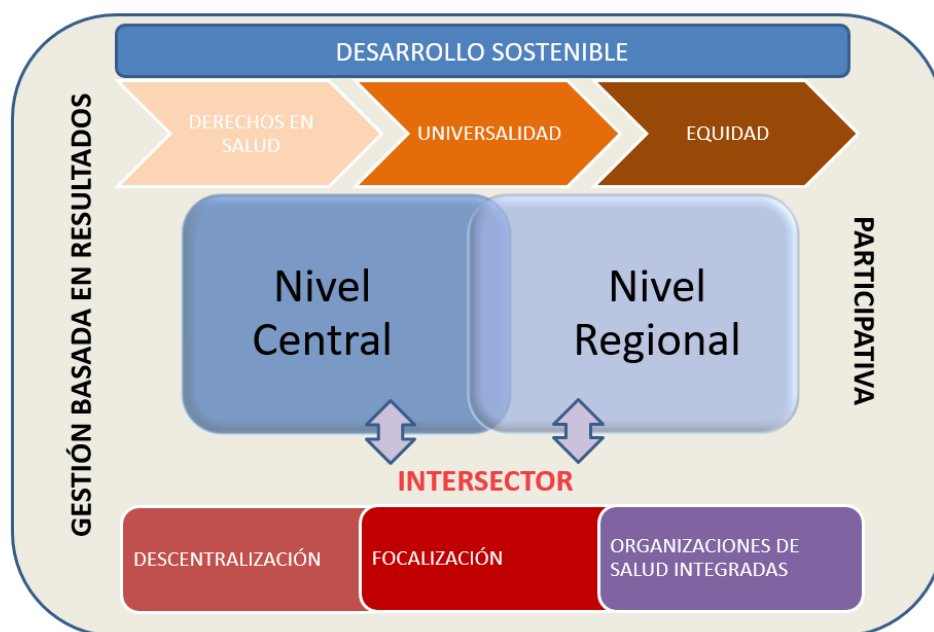 DESARROLLO SOSTENIBLE
DERECHOS EN
SALUD
UNIVERSALIDAD
EQUIDAD
GESTIÓN BASADA EN RESULTADOS
Nivel
Central
Nivel
Regional
PARTICIPATIVA
INTERSECTOR
DESCENTRALIZACIÓN
FOCALIZACIÓN
ORGANIZACIONES DE
SALUD INTEGRADAS